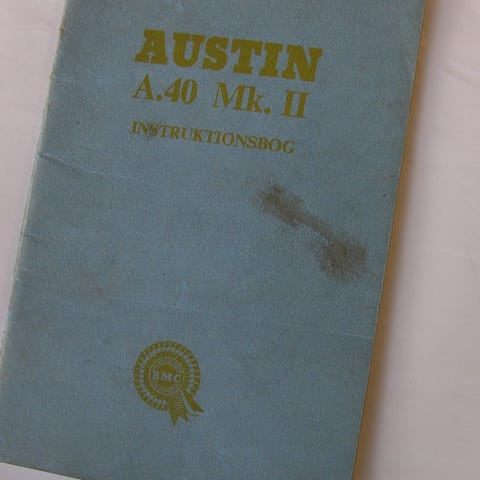 AUSTIN
A.40 Mk. II
INSTRUKTIONSBOG
BMC